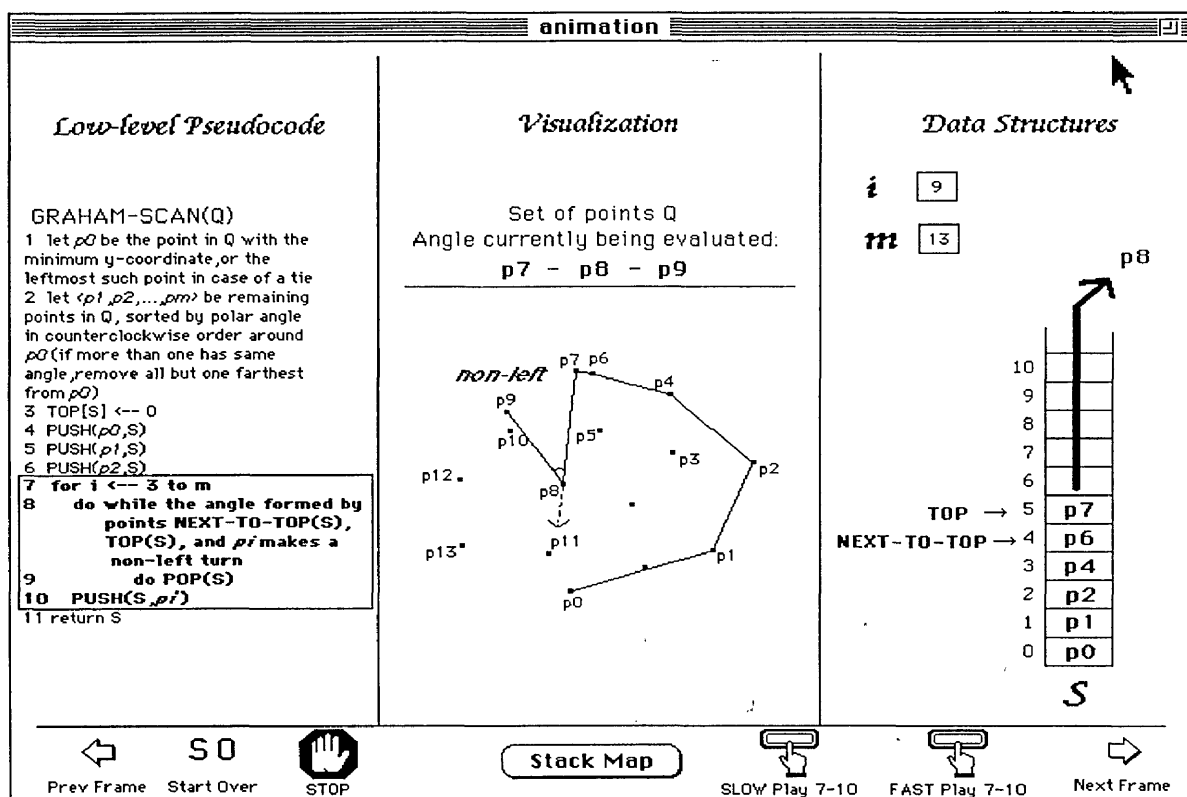 animation
Low-level Pseudocode
GRAHAM-SCAN(Q)
1 let p0 be the point in Q with the
minimum y-coordinate,or the
leftmost such point in case of a tie
2 let <p1,p2,...,pm> be remaining
points in Q, sorted by polar angle
in counterclockwise order around
p0(if more than one has same
angle,remove all but one farthest
from p0)
3 TOP[S] <-- 0
4 PUSH(p0,S)
5 PUSH(p1,S)
6 PUSH(p2,S)
7 for i <-- 3 to m
8 do while the angle formed by
points NEXT-TO-TOP(S),
TOP(S), and pi makes a
non-left turn
9 do POP(S)
10 PUSH(S,pi)
11 return S
Visualization
Set of points Q
Angle currently being evaluated:
p7 - p8 - p9
non-left
p7 p6
p4
p9
p10
p5
p3
p2
p12
p8
p11
p13
p1
p0
Data Structures
i 9
m 13
p8
10
9
8
7
6
TOP → 5 p7
NEXT-TO-TOP → 4 p6
3 p4
2 p2
1 p1
0 p0
S
Prev Frame
SO
Start Over
STOP
Stack Map
SLOW Play 7-10
FAST Play 7-10
Next Frame